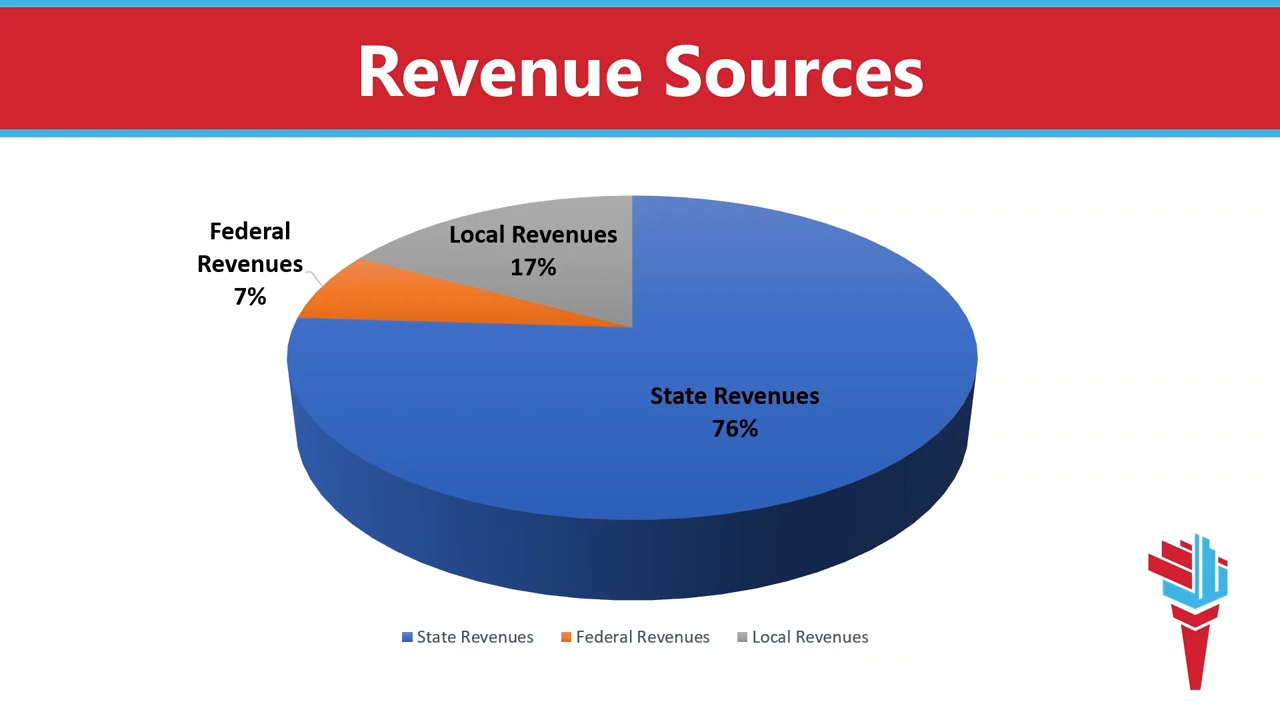 Revenue Sources
Federal
Revenues
7%
Local Revenues
17%
State Revenues
76%
State Revenues
Federal Revenues
Local Revenues